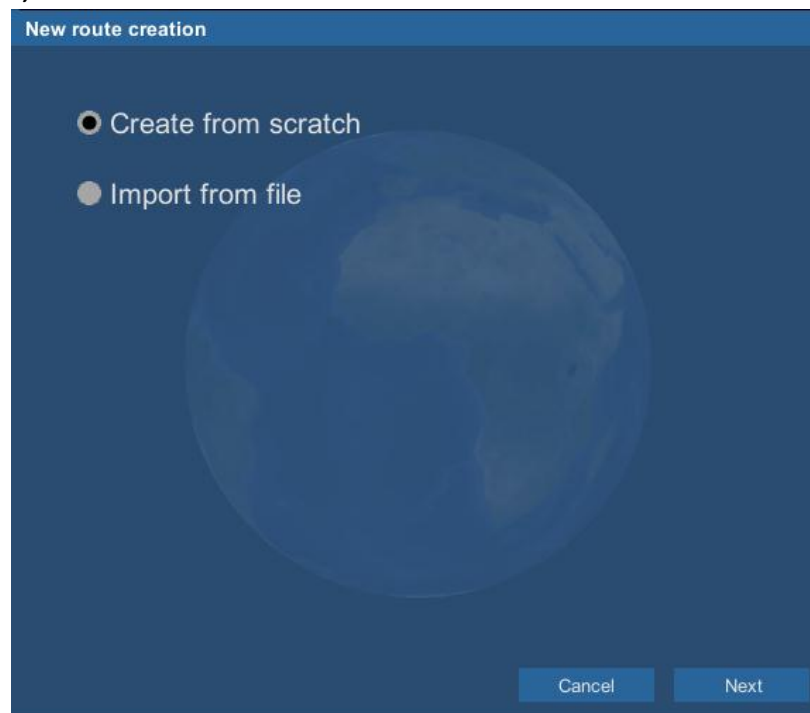 New route creation
Create from scratch
Import from file
Cancel Next